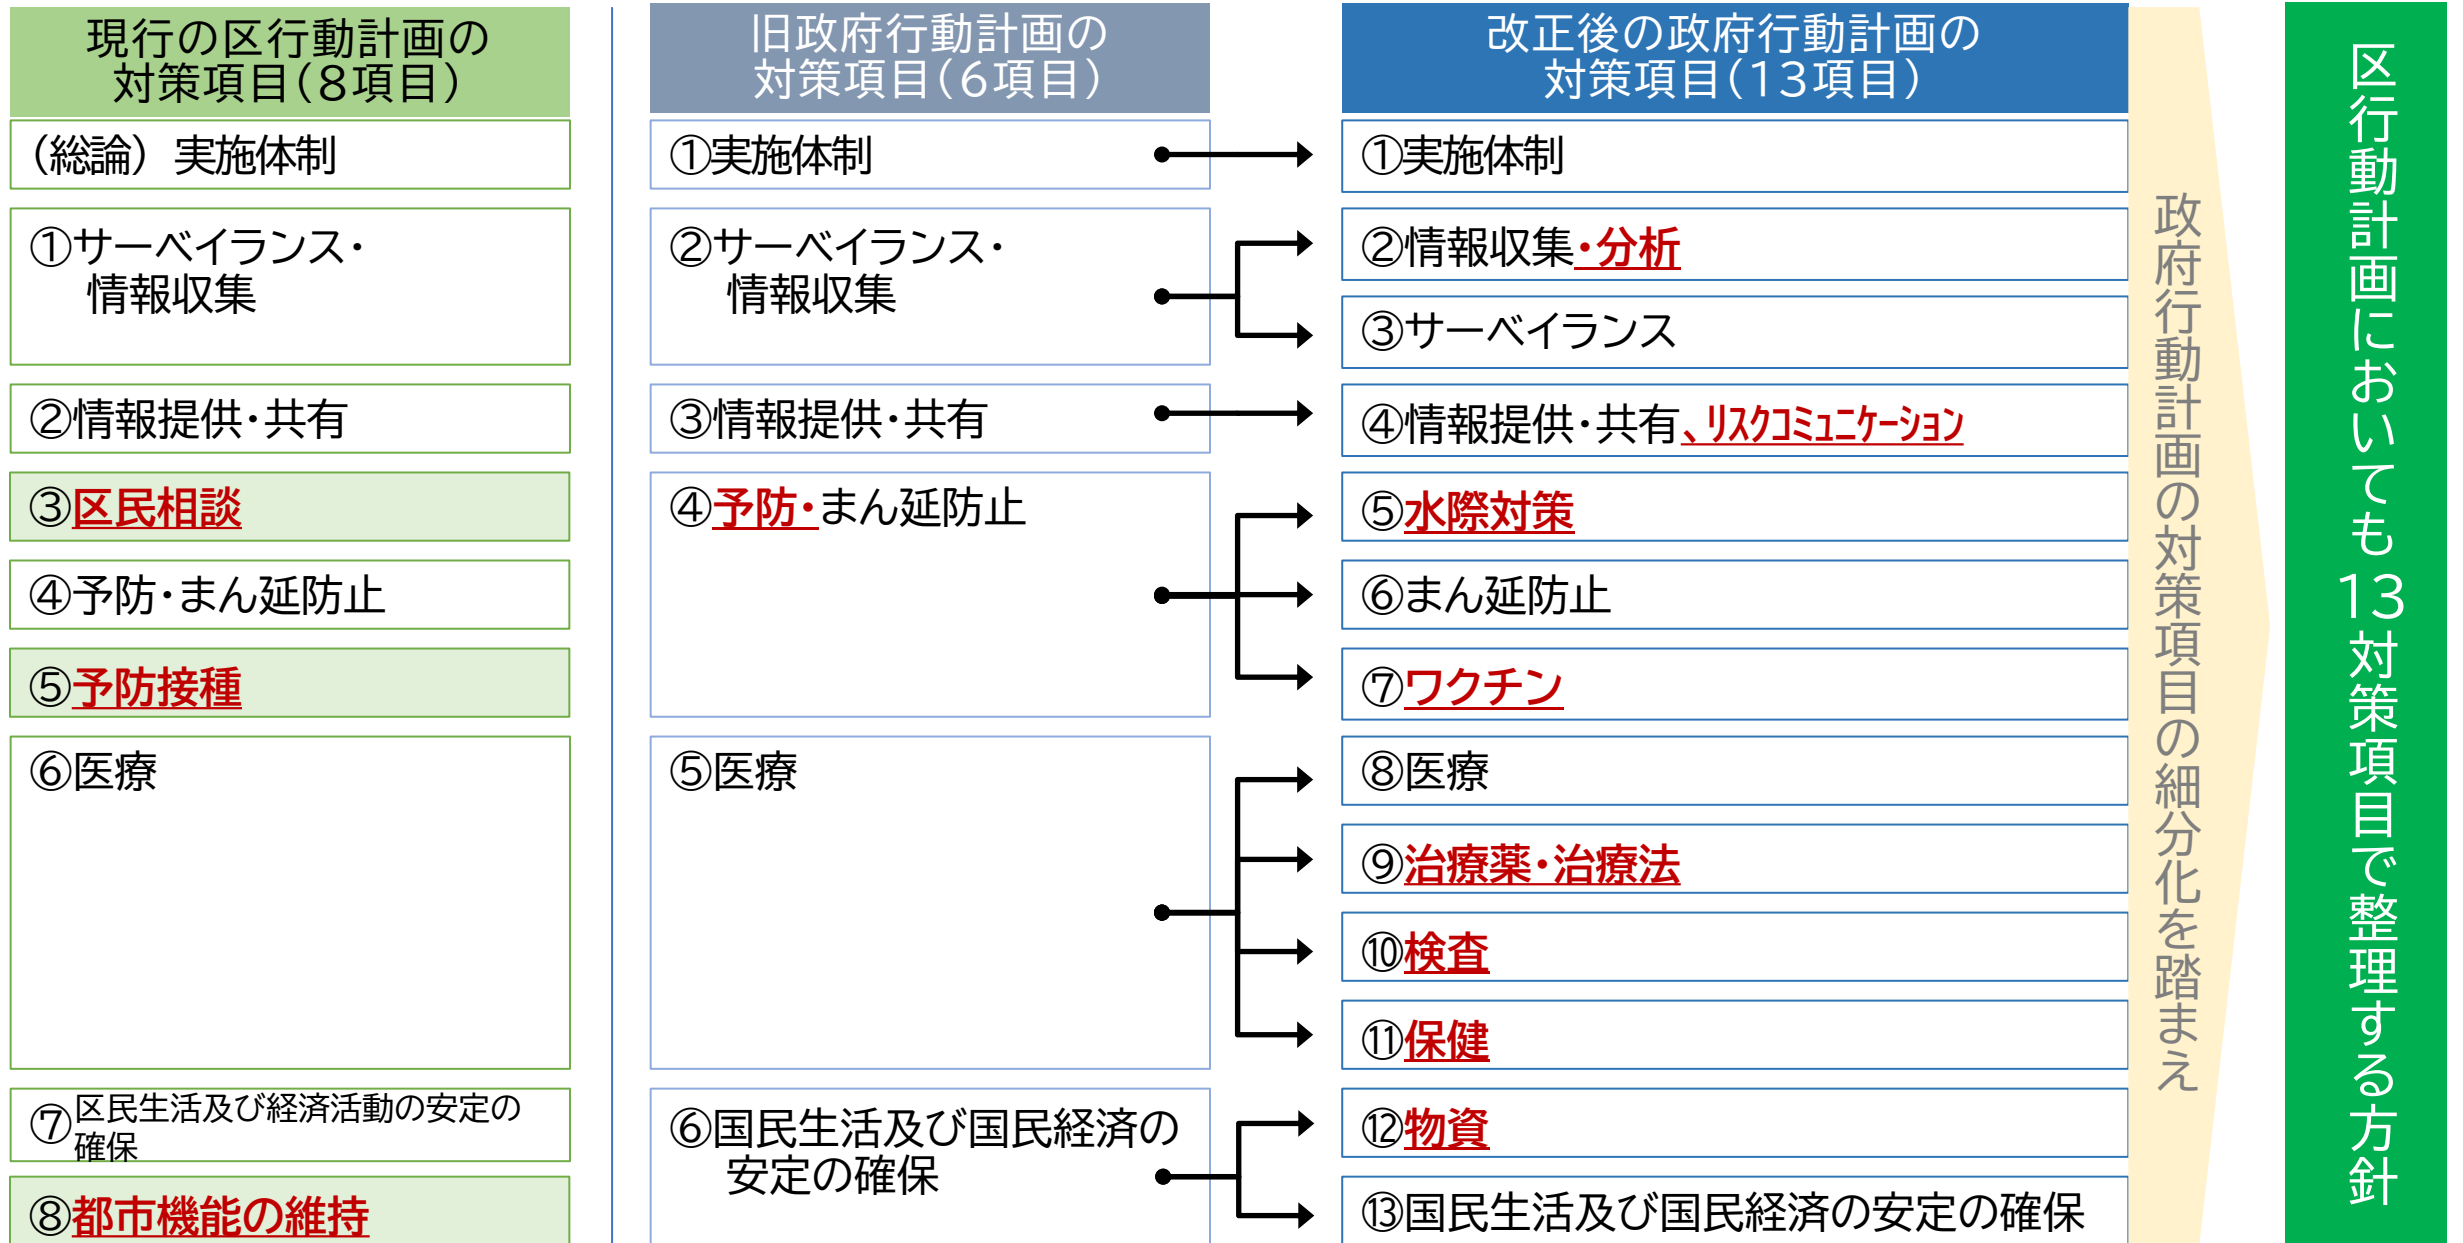 現行の区行動計画の
対策項目(8項目)
(総論) 実施体制
①サーベイランス・
情報収集
②情報提供・共有
③区民相談
④予防・まん延防止
⑤予防接種
⑥医療
⑦区民生活及び経済活動の安定の
確保
⑧都市機能の維持
旧政府行動計画の
対策項目(6項目)
①実施体制
②サーベイランス・
情報収集
③情報提供・共有
④予防・まん延防止
⑤医療
⑥国民生活及び国民経済の
安定の確保
改正後の政府行動計画の
対策項目(13項目)
①実施体制
②情報収集・分析
③サーベイランス
④情報提供・共有、リスクコミュニケーション
⑤水際対策
⑥まん延防止
⑦ワクチン
⑧医療
⑨治療薬・治療法
⑩検査
⑪保健
⑫物資
⑬国民生活及び国民経済の安定の確保
政府行動計画の対策項目の細分化を踏まえ
区行動計画においても13対策項目で整理する方針